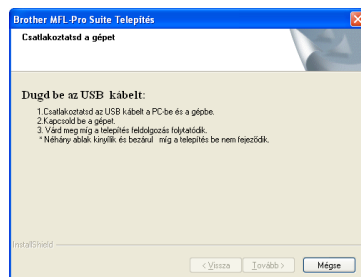 Brother MFL-Pro Suite Telepítés
Csatlakoztatsd a gépet
Dugd be az USB kábelt:
1.Csatlakoztatsd az USB kábelt a PC-be és a gépbe.
2.Kapcsold be a gépet.
3. Várd meg míg a telepítés feldolgozás folytatódik.
* Néhány ablak kinyílik és bezárul míg a telepítés be nem fejeződik.
InstallShield
< Vissza Tovább > Mégse